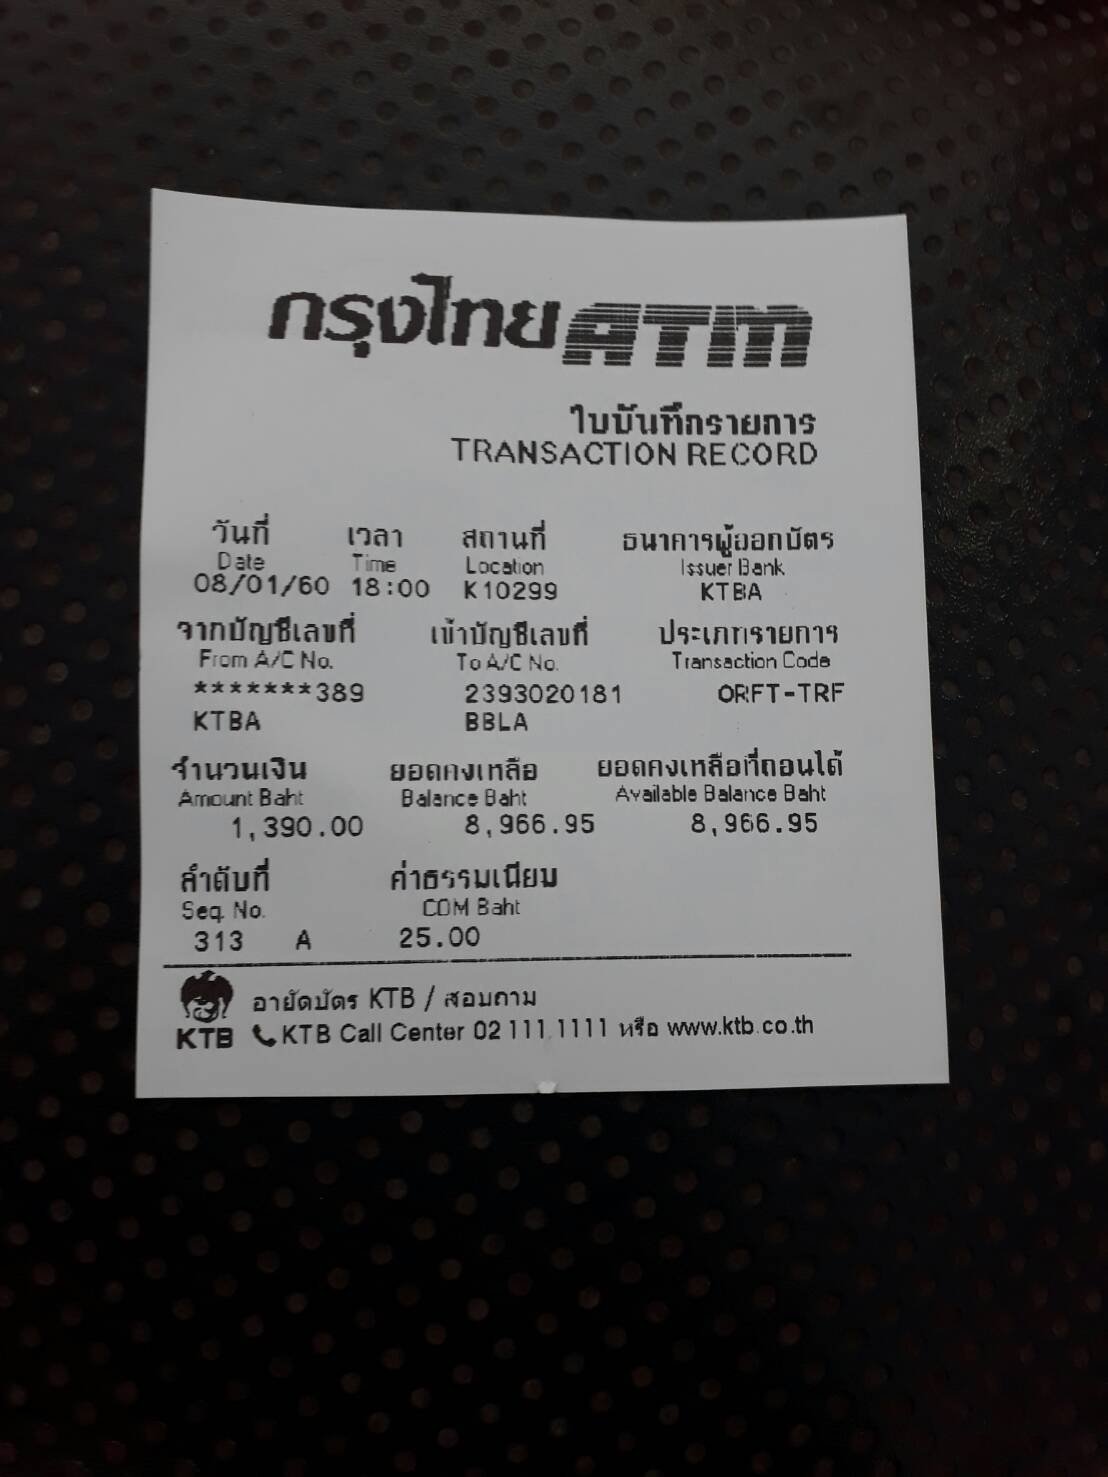 กรุงไทย ATM
ใบบันทึกรายการ
TRANSACTION RECORD
วันที่ เวลา สถานที่ ธนาคารผู้ออกบัตร
Date Time Location Issuer Bank
08/01/60 18:00 K10299 KTBA
จากบัญชีเลขที่ เข้าบัญชีเลขที่ ประเภทรายการ
From A/C No. To A/C No. Transaction Code
*******389 2393020181 ORFT-TRF
KTBA BBLA
จำนวนเงิน ยอดคงเหลือ ยอดคงเหลือที่ถอนได้
Amount Baht Balance Baht Available Balance Baht
1,390.00 8,966.95 8,966.95
ลำดับที่ ค่าธรรมเนียม
Seq. No. COM Baht
313 A 25.00
อายัดบัตร KTB / สอบถาม
KTB KTB Call Center 02 111 1111 หรือ www.ktb.co.th